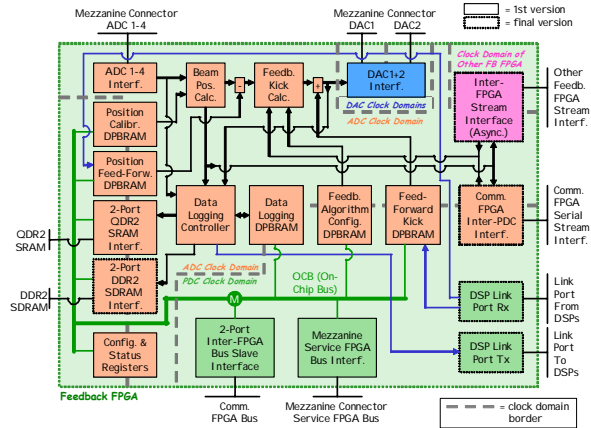 Mezzanine Connector
ADC 1-4
Mezzanine Connector
DAC1 DAC2
= 1st version
= final version
ADC 1-4
Interf.
Beam
Pos.
Calc.
-
Feedb.
Kick
Calc.
+
DAC1+2
Interf.
DAC Clock Domains
ADC Clock Domain
Clock Domain of
Other FB FPGA
Inter-
FPGA
Stream
Interface
(Async.)
Other
Feedb.
FPGA
Stream
Interf.
Position
Calibr.
DPBRAM
Position
Feed-Forw.
DPBRAM
2-Port
QDR2
SRAM
Interf.
Data
Logging
Controller
Data
Logging
DPBRAM
Feedb.
Algorithm
Config.
DPBRAM
Feed-
Forward
Kick
DPBRAM
Comm.
FPGA
Inter-PDC
Interf.
Comm.
FPGA
Serial
Stream
Interf.
QDR2
SRAM
DDR2
SDRAM
2-Port
DDR2
SDRAM
Interf.
ADC Clock Domain
PDC Clock Domain
OCB (On-
Chip Bus)
M
DSP Link
Port Rx
Link
Port
From
DSPs
Config. &
Status
Registers
2-Port
Inter-FPGA
Bus Slave
Interface
Mezzanine
Service FPGA
Bus Interf.
DSP Link
Port Tx
Link
Port
To
DSPs
Feedback FPGA
Comm.
FPGA Bus
Mezzanine Connector
Service FPGA Bus
= clock domain
border